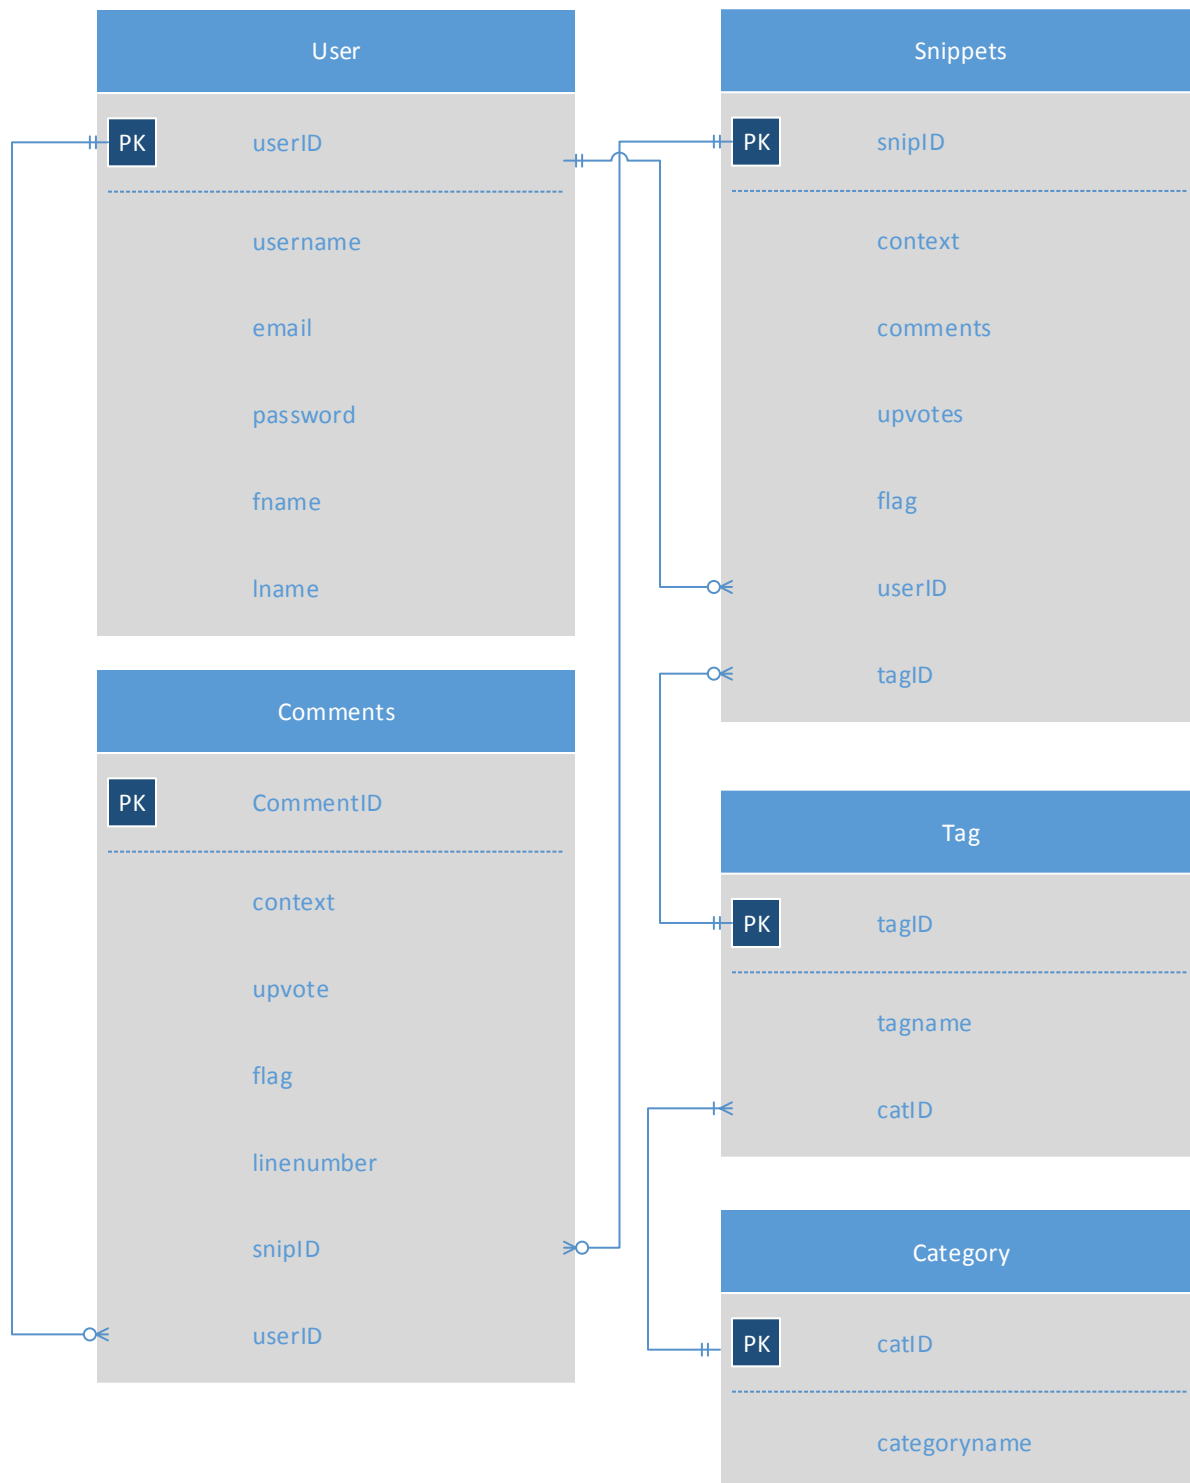 User
PK
userID
username
email
password
fname
lname
Comments
PK
CommentID
context
upvote
flag
linenumber
snipID
userID
Snippets
PK
snipID
context
comments
upvotes
flag
userID
tagID
Tag
PK
tagID
tagname
catID
Category
PK
catID
categoryname